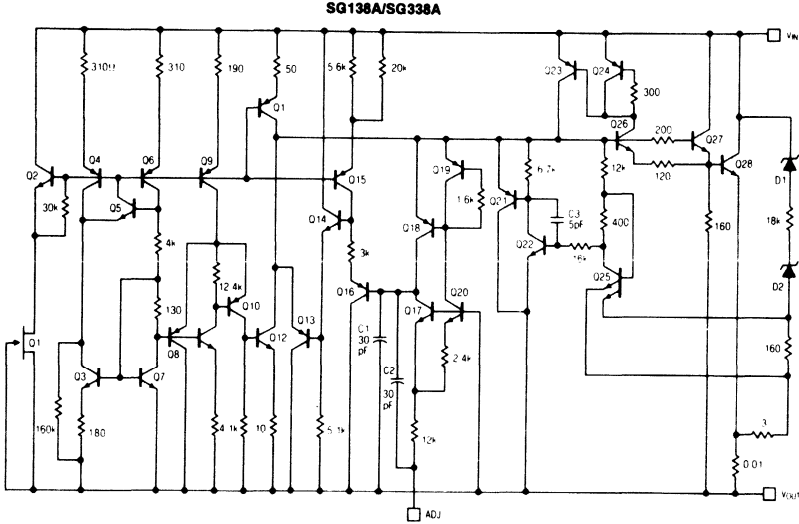 SG138A/SG338A
VIN
310Ω
310
190
50
5.6k
20k
Q23
Q24
300
Q1
Q26
200
Q27
Q28
Q2
Q4
Q6
Q9
Q15
Q19
Q21
6.7k
12k
120
D1
30k
Q5
Q14
1.6k
C3
5pF
400
160
18k
4k
Q18
Q22
3k
16k
12.4k
Q25
D2
130
Q10
Q16
Q20
Q17
Q1
Q8
Q12
Q13
C1
30
pF
160
Q3
Q7
C2
30
pF
2.4k
160k
180
4.1k
10
5.1k
12k
3
0.01
VOUT
ADJ